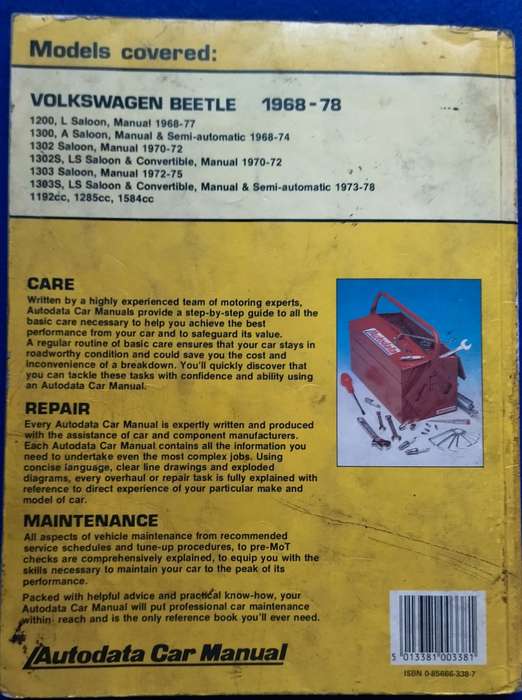 Models covered:
VOLKSWAGEN BEETLE 1968-78
1200, L Saloon, Manual 1968-77
1300, A Saloon, Manual & Semi-automatic 1968-74
1302 Saloon, Manual 1970-72
1302S, LS Saloon & Convertible, Manual 1970-72
1303 Saloon, Manual 1972-75
1303S, LS Saloon & Convertible, Manual & Semi-automatic 1973-78
1192cc, 1285cc, 1584cc
CARE
Written by a highly experienced team of motoring experts,
Autodata Car Manuals provide a step-by-step guide to all the
basic care necessary to help you achieve the best
performance from your car and to safeguard its value.
A regular routine of basic care ensures that your car stays in
roadworthy condition and could save you the cost and
inconvenience of a breakdown. You'll quickly discover that
you can tackle these tasks with confidence and ability using
an Autodata Car Manual.
Autodata
REPAIR
Every Autodata Car Manual is expertly written and produced
with the assistance of car and component manufacturers.
Each Autodata Car Manual contains all the information you
need to undertake even the most complex jobs. Using
concise language, clear line drawings and exploded
diagrams, every overhaul or repair task is fully explained with
reference to direct experience of your particular make and
model of car.
MAINTENANCE
All aspects of vehicle maintenance from recommended
service schedules and tune-up procedures, to pre-MoT
checks are comprehensively explained, to equip you with the
skills necessary to maintain your car to the peak of its
performance.
Packed with helpful advice and practical know-how, your
Autodata Car Manual will put professional car maintenance
within reach and is the only reference book you'll ever need.
Autodata Car Manual
5 013381 003381
ISBN 0-85666-338-7